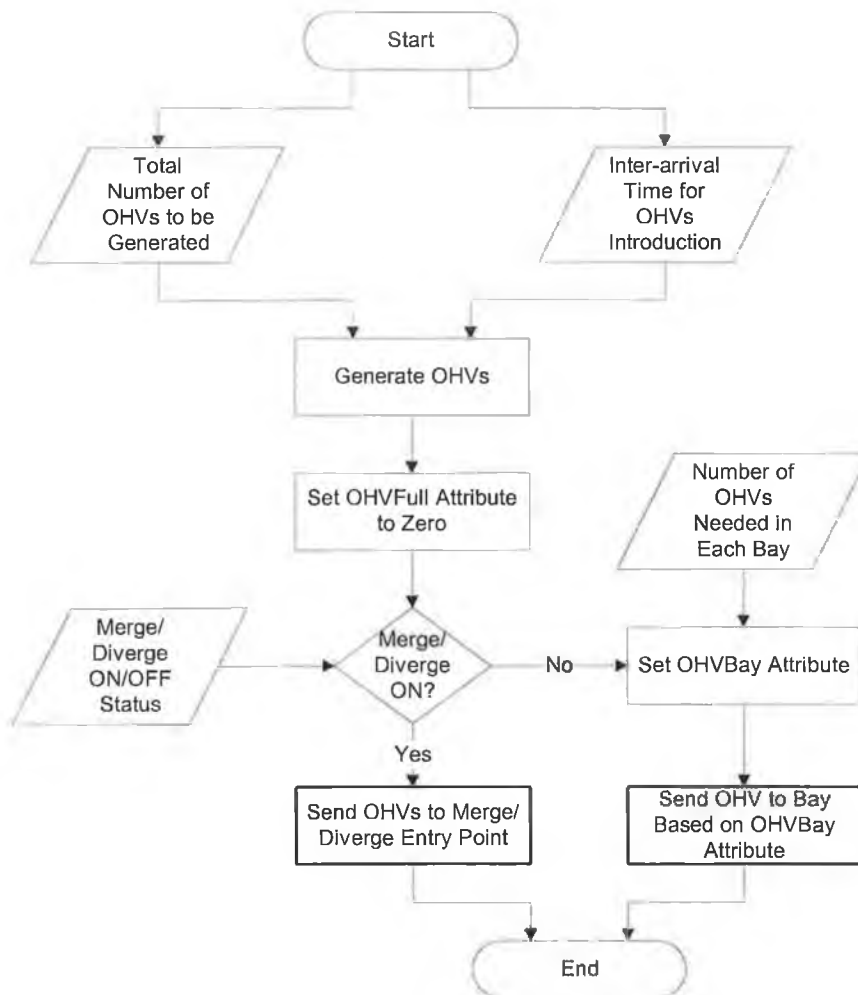 Start
Total
Number of
OHVs to be
Generated
Inter-arrival
Time for
OHVs
Introduction
Generate OHVs
Set OHVFull Attribute
to Zero
Number of
OHVs
Needed in
Each Bay
Merge/
Diverge
ON/OFF
Status
Merge/
Diverge
ON?
No
Set OHVBay Attribute
Yes
Send OHVs to Merge/
Diverge Entry Point
Send OHV to Bay
Based on OHVBay
Attribute
End